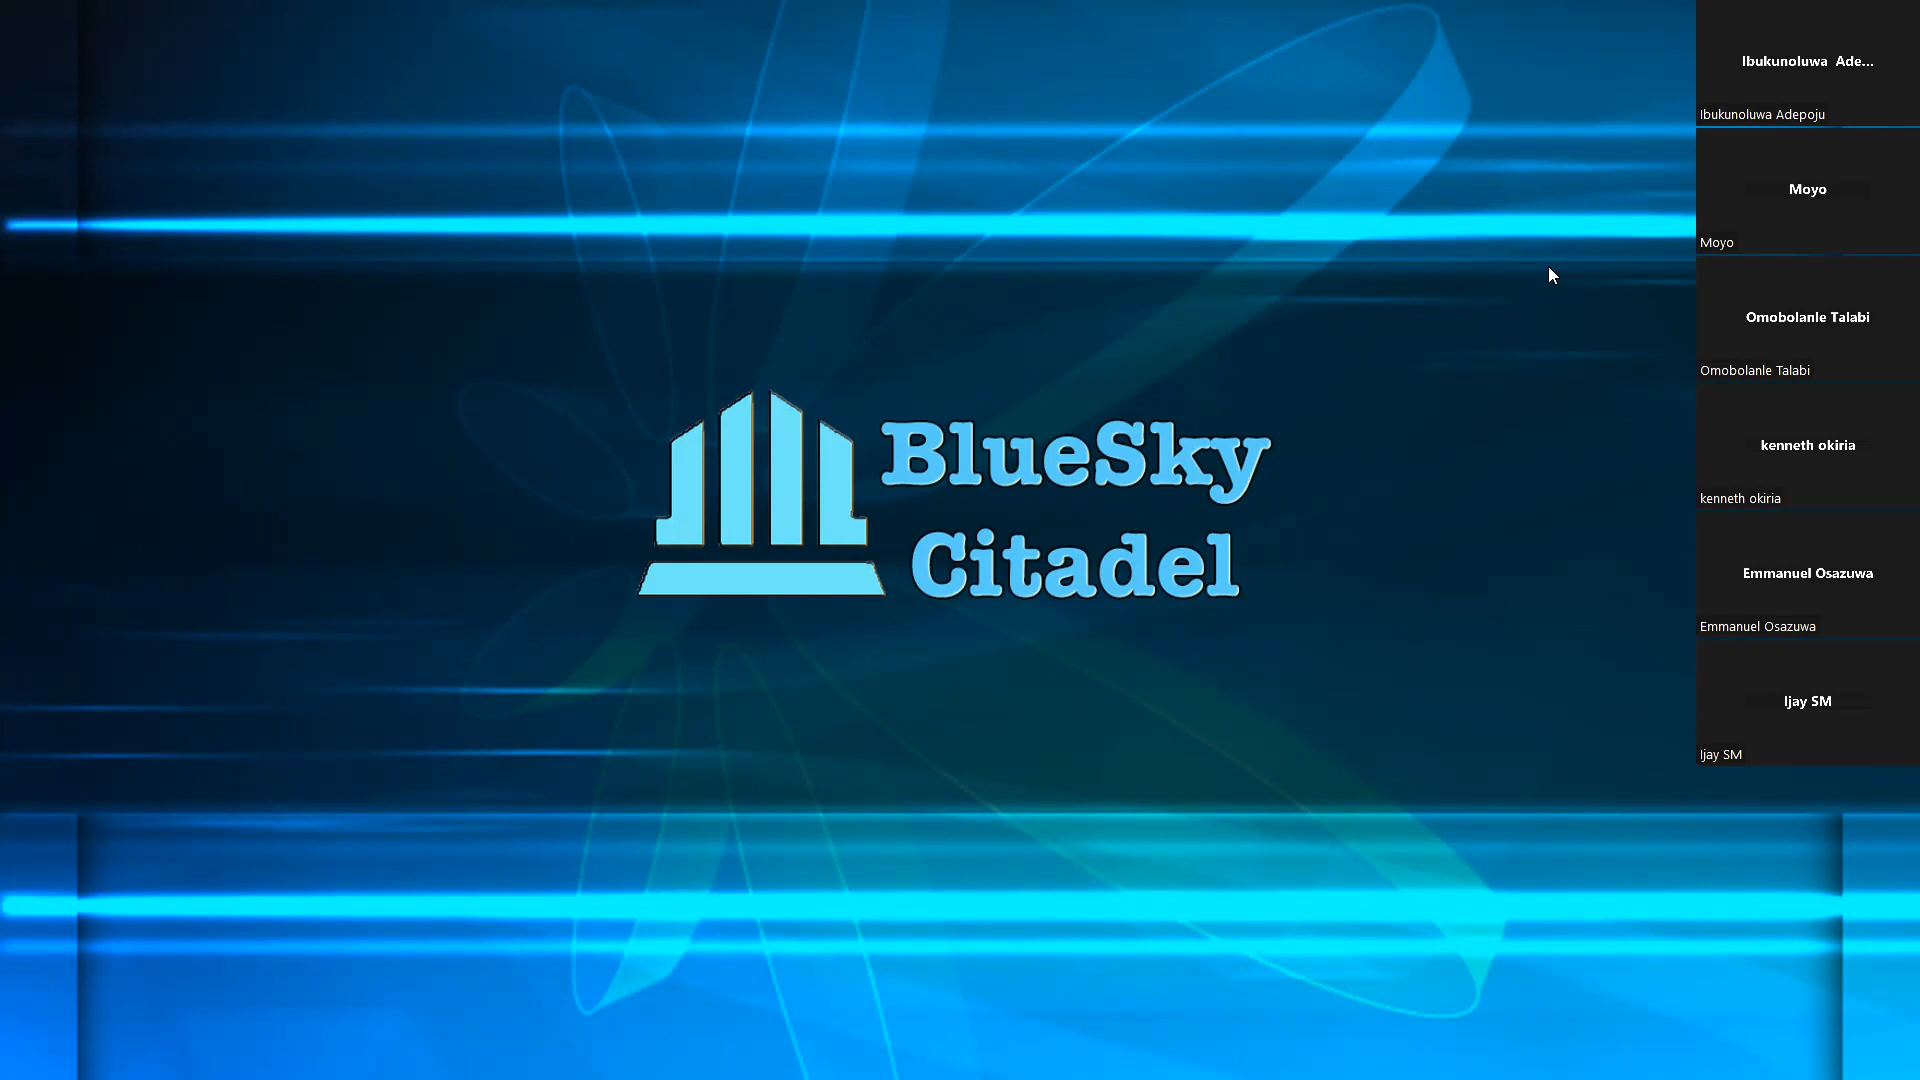 BlueSky
Citadel
Ibukunoluwa Ade...
Ibukunoluwa Adepoju
Moyo
Moyo
Omobolanle Talabi
Omobolanle Talabi
kenneth okiria
kenneth okiria
Emmanuel Osazuwa
Emmanuel Osazuwa
Ijay SM
Ijay SM